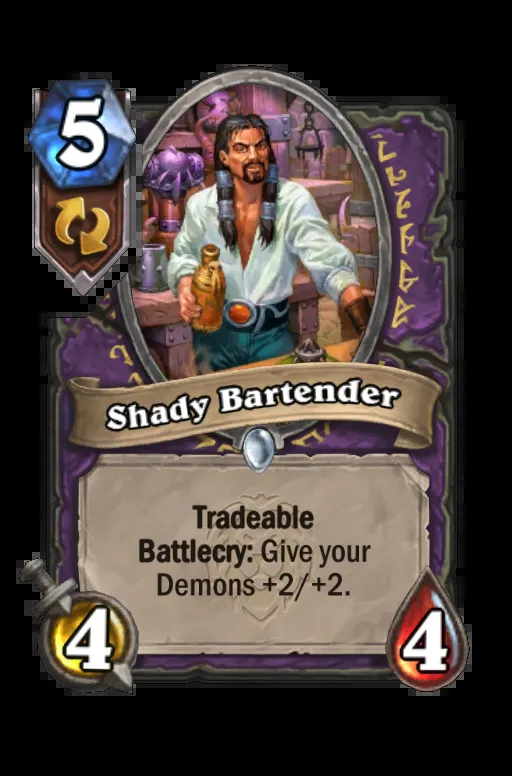 5
Shady Bartender
Tradeable
Battlecry: Give your
Demons +2/+2.
4
4